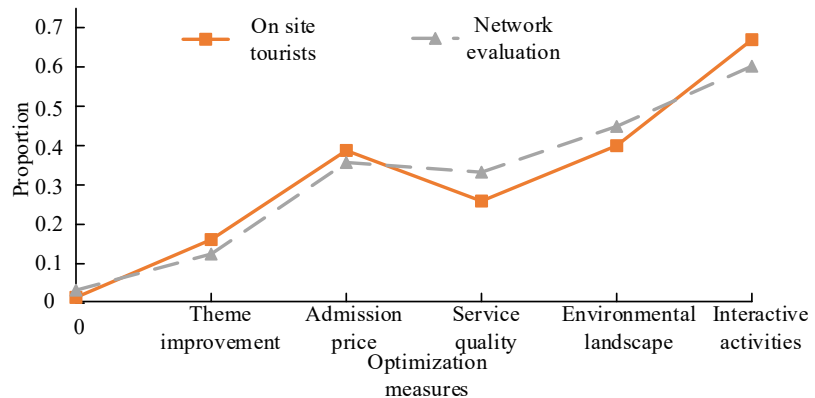 On site
tourists
Network
evaluation
Proportion
0.7
0.6
0.5
0.4
0.3
0.2
0.1
0
0
Theme
improvement
Admission
price
Service
quality
Environmental
landscape
Interactive
activities
Optimization
measures